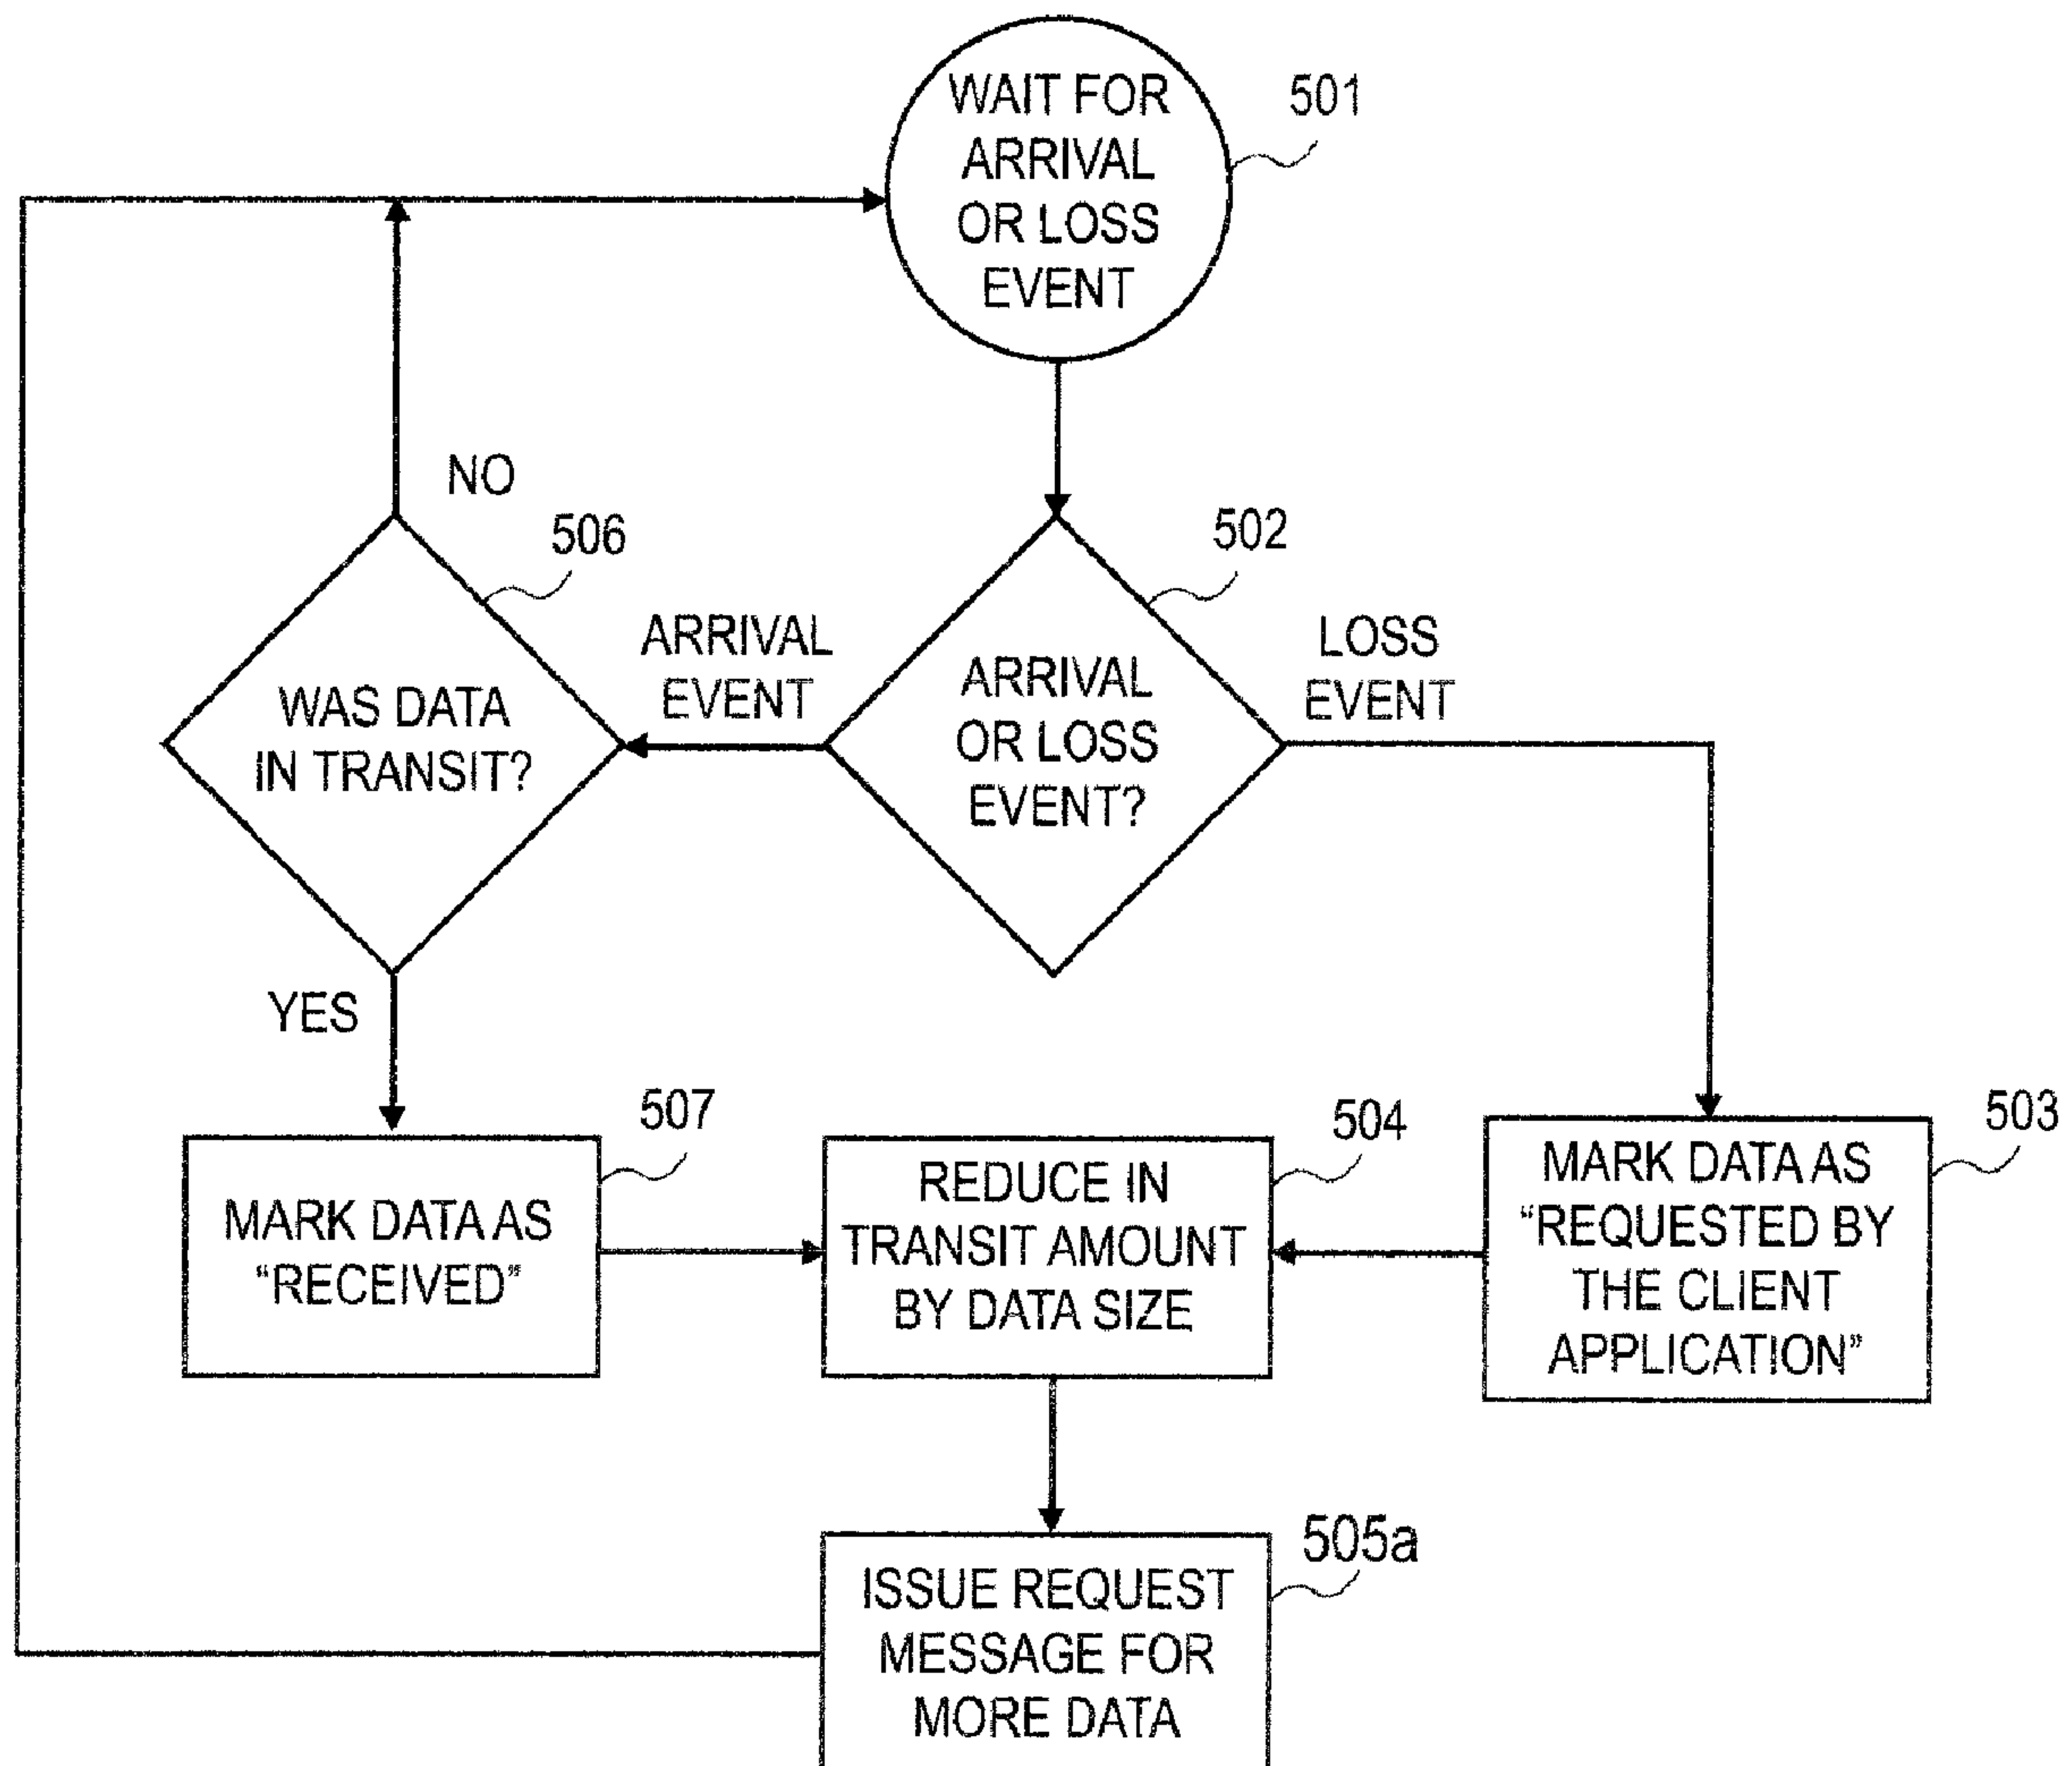 WAIT FOR
ARRIVAL
OR LOSS
EVENT
501
NO
506
502
ARRIVAL
EVENT
LOSS
EVENT
WAS DATA
IN TRANSIT?
ARRIVAL
OR LOSS
EVENT?
YES
507
504
503
MARK DATA AS
“RECEIVED”
REDUCE IN
TRANSIT AMOUNT
BY DATA SIZE
MARK DATA AS
“REQUESTED BY
THE CLIENT
APPLICATION”
505a
ISSUE REQUEST
MESSAGE FOR
MORE DATA